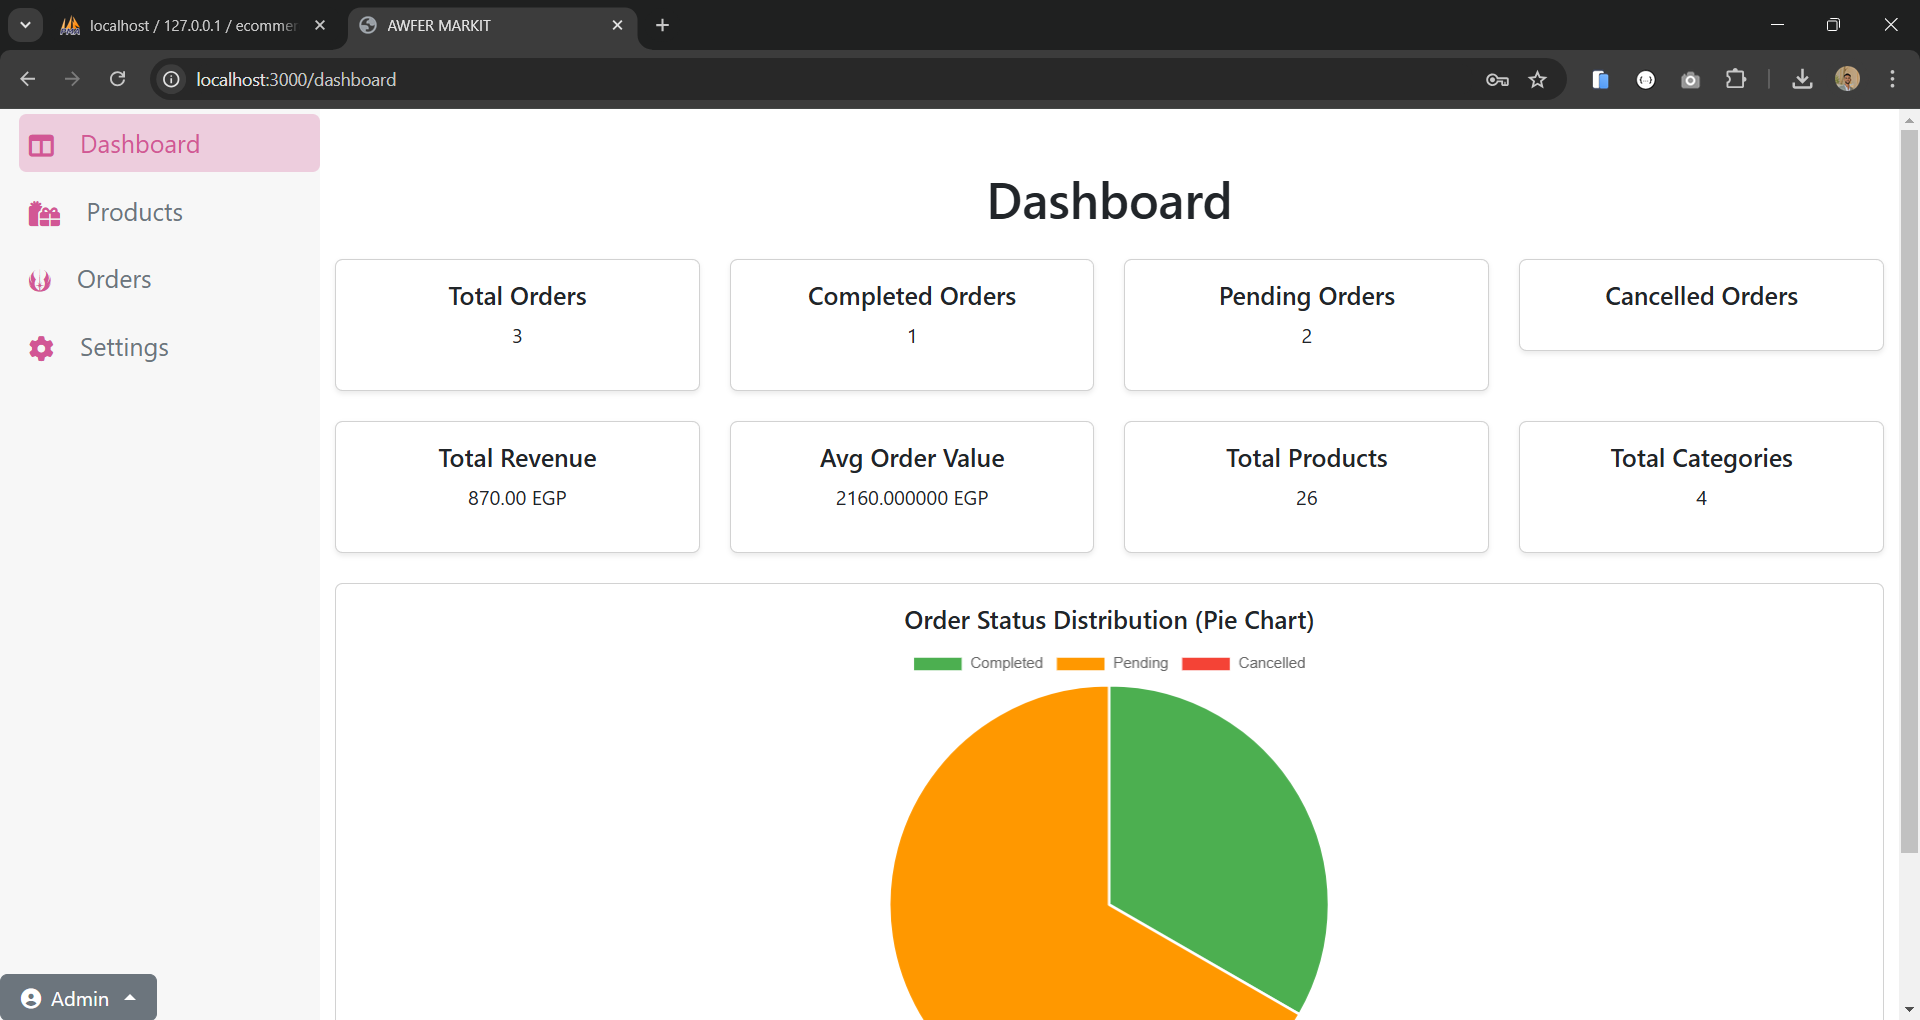 localhost / 127.0.0.1 / ecommer
AWFER MARKIT
localhost:3000/dashboard
Dashboard
Products
Orders
Settings
Admin
Dashboard
Total Orders
3
Completed Orders
1
Pending Orders
2
Cancelled Orders
Total Revenue
870.00 EGP
Avg Order Value
2160.000000 EGP
Total Products
26
Total Categories
4
Order Status Distribution (Pie Chart)
Completed Pending Cancelled